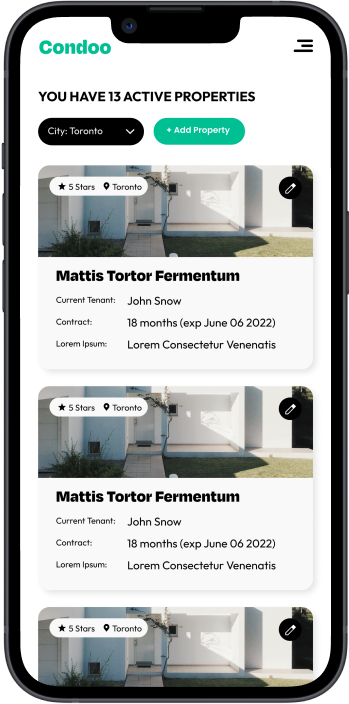 Condoo
YOU HAVE 13 ACTIVE PROPERTIES
City: Toronto
+ Add Property
5 Stars Toronto
Mattis Tortor Fermentum
Current Tenant: John Snow
Contract: 18 months (exp June 06 2022)
Lorem Ipsum: Lorem Consectetur Venenatis
5 Stars Toronto
Mattis Tortor Fermentum
Current Tenant: John Snow
Contract: 18 months (exp June 06 2022)
Lorem Ipsum: Lorem Consectetur Venenatis
5 Stars Toronto